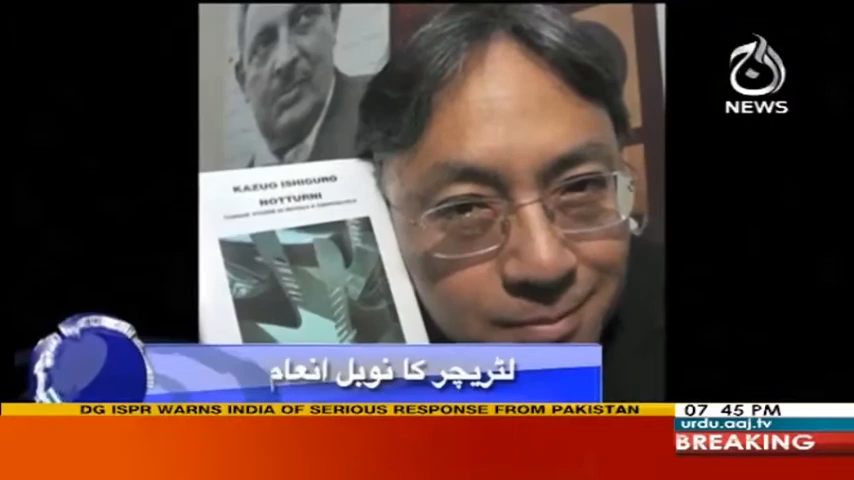 آج
NEWS
KAZUO ISHIGURO
NOTTURNI
لٹریچر کا نوبل انعام
DG ISPR WARNS INDIA OF SERIOUS RESPONSE FROM PAKISTAN
07 45 PM
urdu.aaj.tv
BREAKING